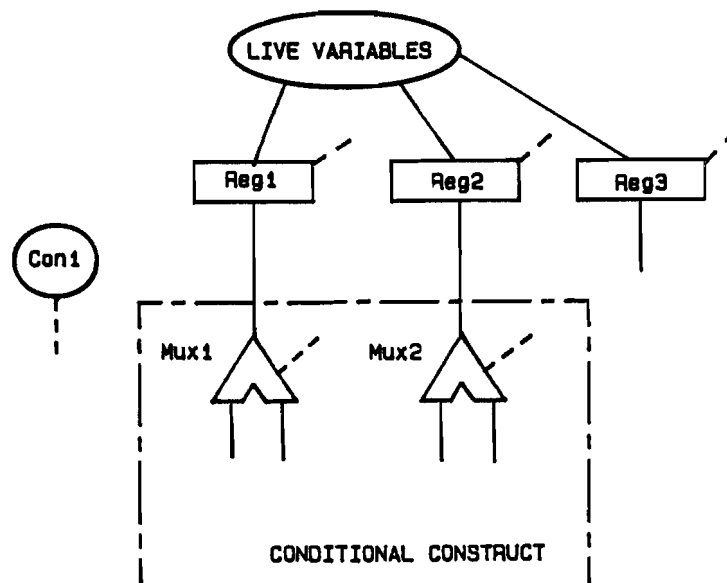 LIVE VARIABLES
Reg1
Reg2
Reg3
Con1
Mux1
Mux2
CONDITIONAL CONSTRUCT